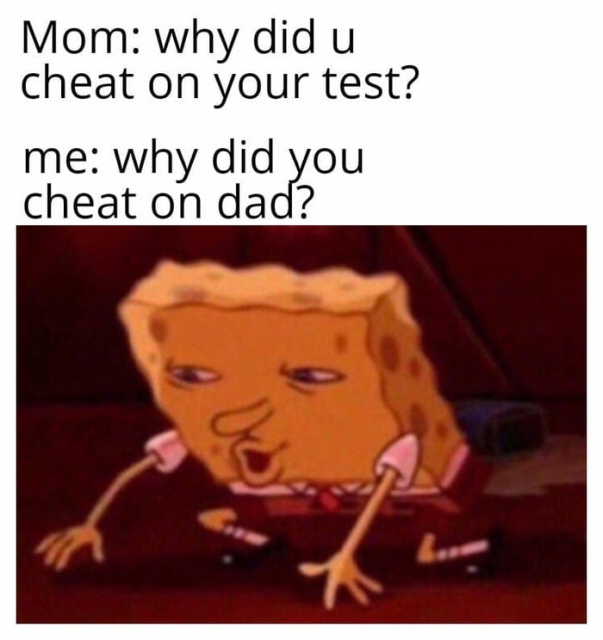 Mom: why did u
cheat on your test?
me: why did you
cheat on dad?